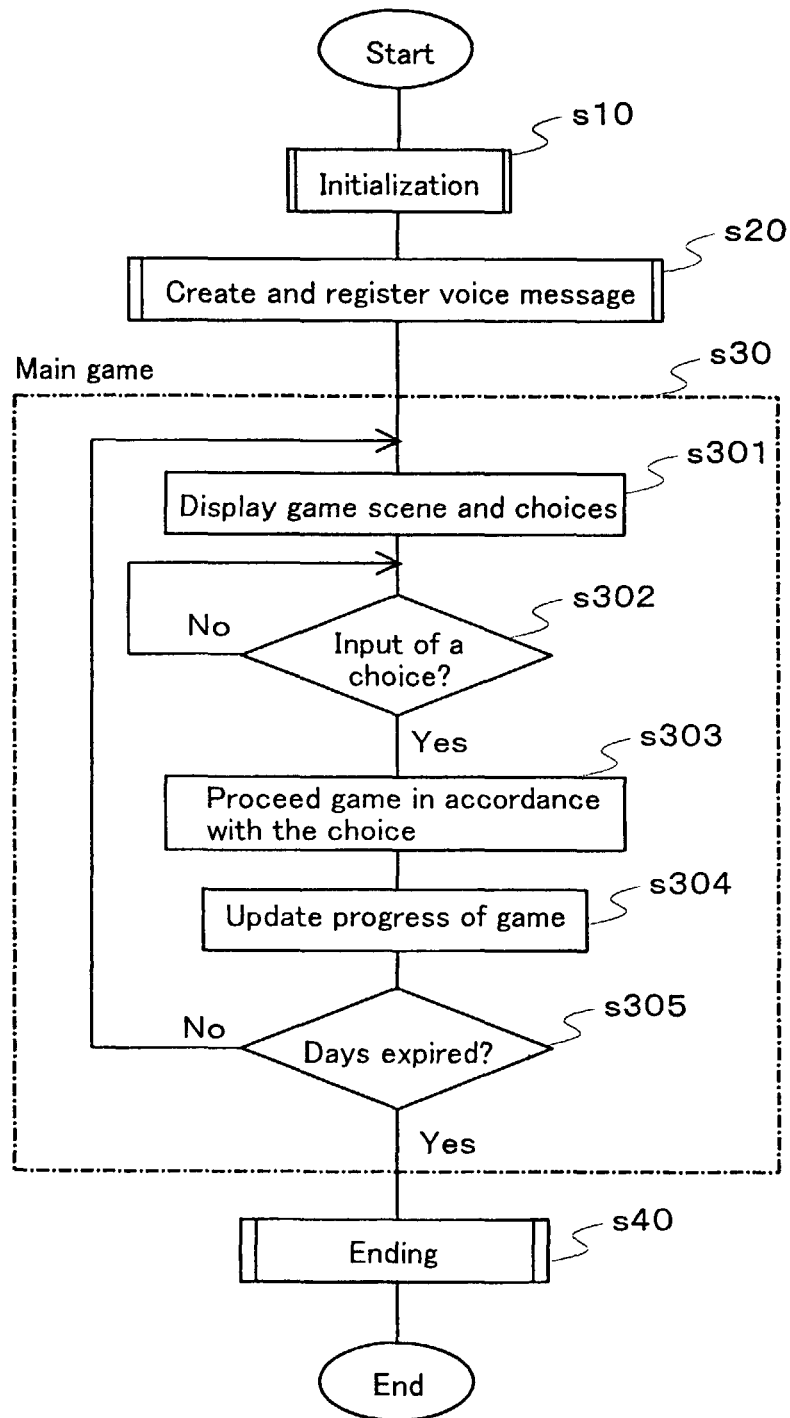 Start
s10
Initialization
s20
Create and register voice message
s30
Main game
s301
Display game scene and choices
s302
No
Input of a
choice?
Yes
s303
Proceed game in accordance
with the choice
s304
Update progress of game
s305
No
Days expired?
Yes
s40
Ending
End